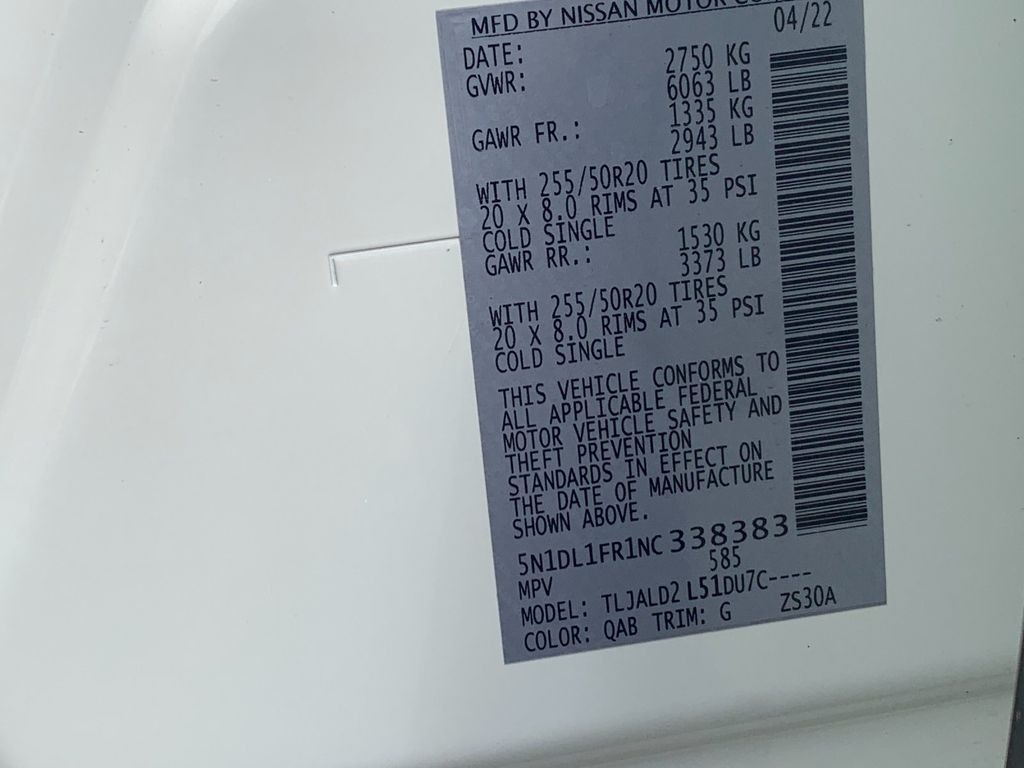 MFD BY NISSAN MOTOR CO
DATE: 04/22
GVWR: 2750 KG
6063 LB
GAWR FR.: 1335 KG
2943 LB
WITH 255/50R20 TIRES
20 X 8.0 RIMS AT 35 PSI
COLD SINGLE
GAWR RR.: 1530 KG
3373 LB
WITH 255/50R20 TIRES
20 X 8.0 RIMS AT 35 PSI
COLD SINGLE
THIS VEHICLE CONFORMS TO
ALL APPLICABLE FEDERAL
MOTOR VEHICLE SAFETY AND
THEFT PREVENTION
STANDARDS IN EFFECT ON
THE DATE OF MANUFACTURE
SHOWN ABOVE.
5N1DL1FR1NC338383
MPV 585
MODEL: TLJALD2L51DU7C----
COLOR: QAB TRIM: G ZS30A